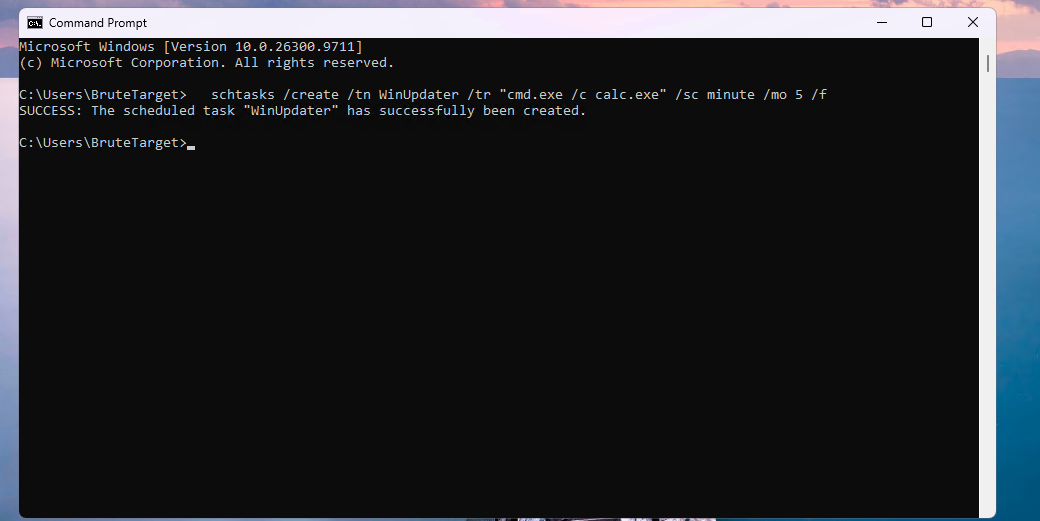 Command Prompt
Microsoft Windows [Version 10.0.26300.9711]
(c) Microsoft Corporation. All rights reserved.
C:\Users\BruteTarget>   schtasks /create /tn WinUpdater /tr "cmd.exe /c calc.exe" /sc minute /mo 5 /f
SUCCESS: The scheduled task "WinUpdater" has successfully been created.
C:\Users\BruteTarget>